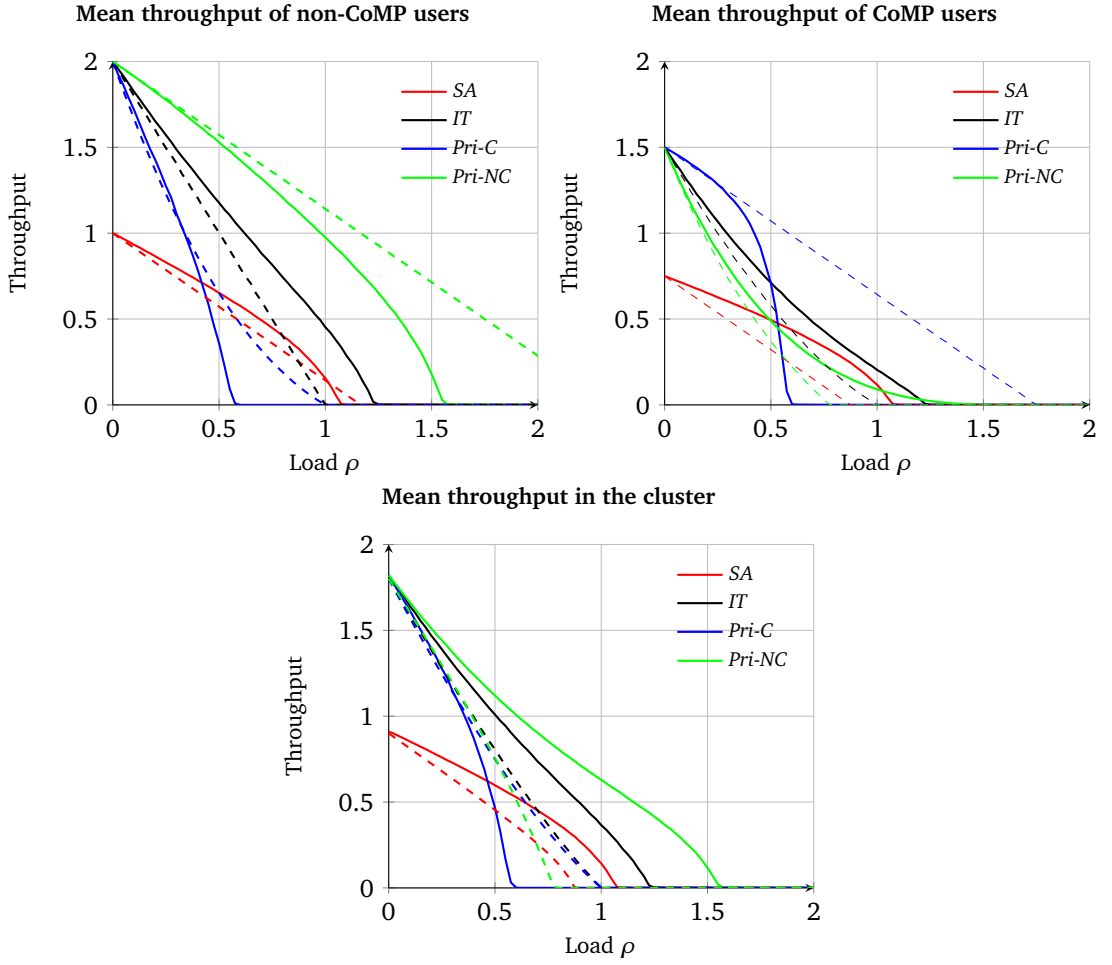 Mean throughput of non-CoMP users
Throughput
2
1.5
1
0.5
0
0 0.5 1 1.5 2
Load ρ
SA
IT
Pri-C
Pri-NC
Mean throughput of CoMP users
Throughput
2
1.5
1
0.5
0
0 0.5 1 1.5 2
Load ρ
SA
IT
Pri-C
Pri-NC
Mean throughput in the cluster
Throughput
2
1.5
1
0.5
0
0 0.5 1 1.5 2
Load ρ
SA
IT
Pri-C
Pri-NC